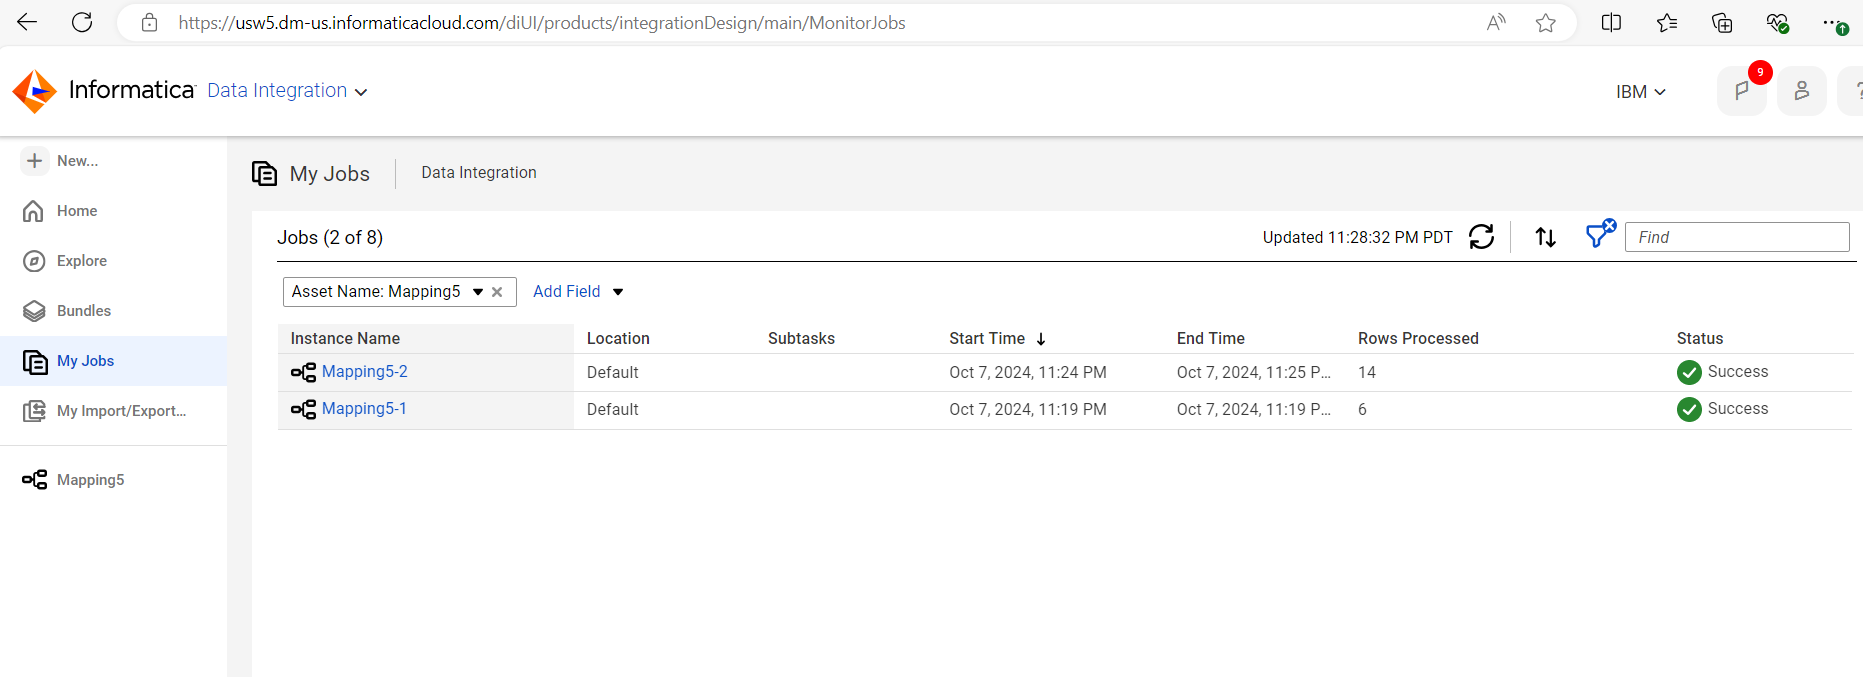 https://usw5.dm-us.informaticacloud.com/diUI/products/integrationDesign/main/MonitorJobs
Informatica Data Integration
IBM
9
?
New...
Home
Explore
Bundles
My Jobs
My Import/Export...
Mapping5
My Jobs Data Integration
Jobs (2 of 8)
Updated 11:28:32 PM PDT
Find
Asset Name: Mapping5
Add Field
Instance Name Location Subtasks Start Time End Time Rows Processed Status
Mapping5-2 Default Oct 7, 2024, 11:24 PM Oct 7, 2024, 11:25 P... 14 Success
Mapping5-1 Default Oct 7, 2024, 11:19 PM Oct 7, 2024, 11:19 P... 6 Success